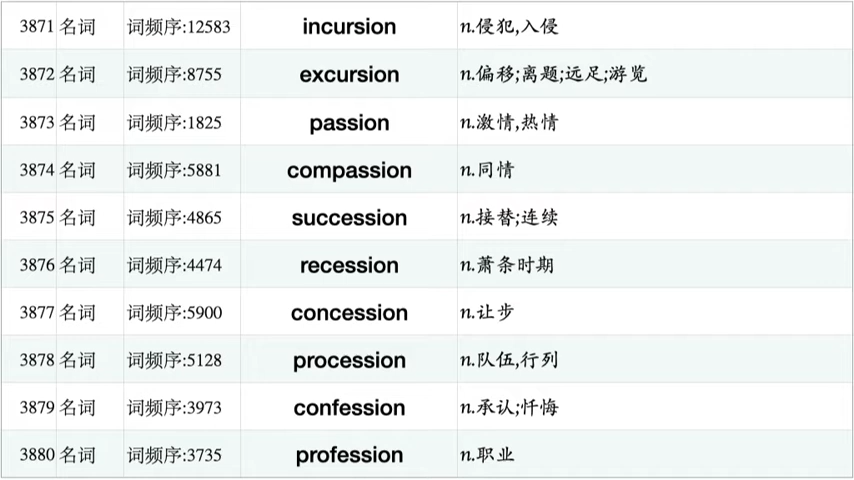 3871 名词 词频序:12583 incursion n.侵犯,入侵
3872 名词 词频序:8755 excursion n.偏移;离题;远足;游览
3873 名词 词频序:1825 passion n.激情,热情
3874 名词 词频序:5881 compassion n.同情
3875 名词 词频序:4865 succession n.接替;连续
3876 名词 词频序:4474 recession n.萧条时期
3877 名词 词频序:5900 concession n.让步
3878 名词 词频序:5128 procession n.队伍,行列
3879 名词 词频序:3973 confession n.承认;忏悔
3880 名词 词频序:3735 profession n.职业